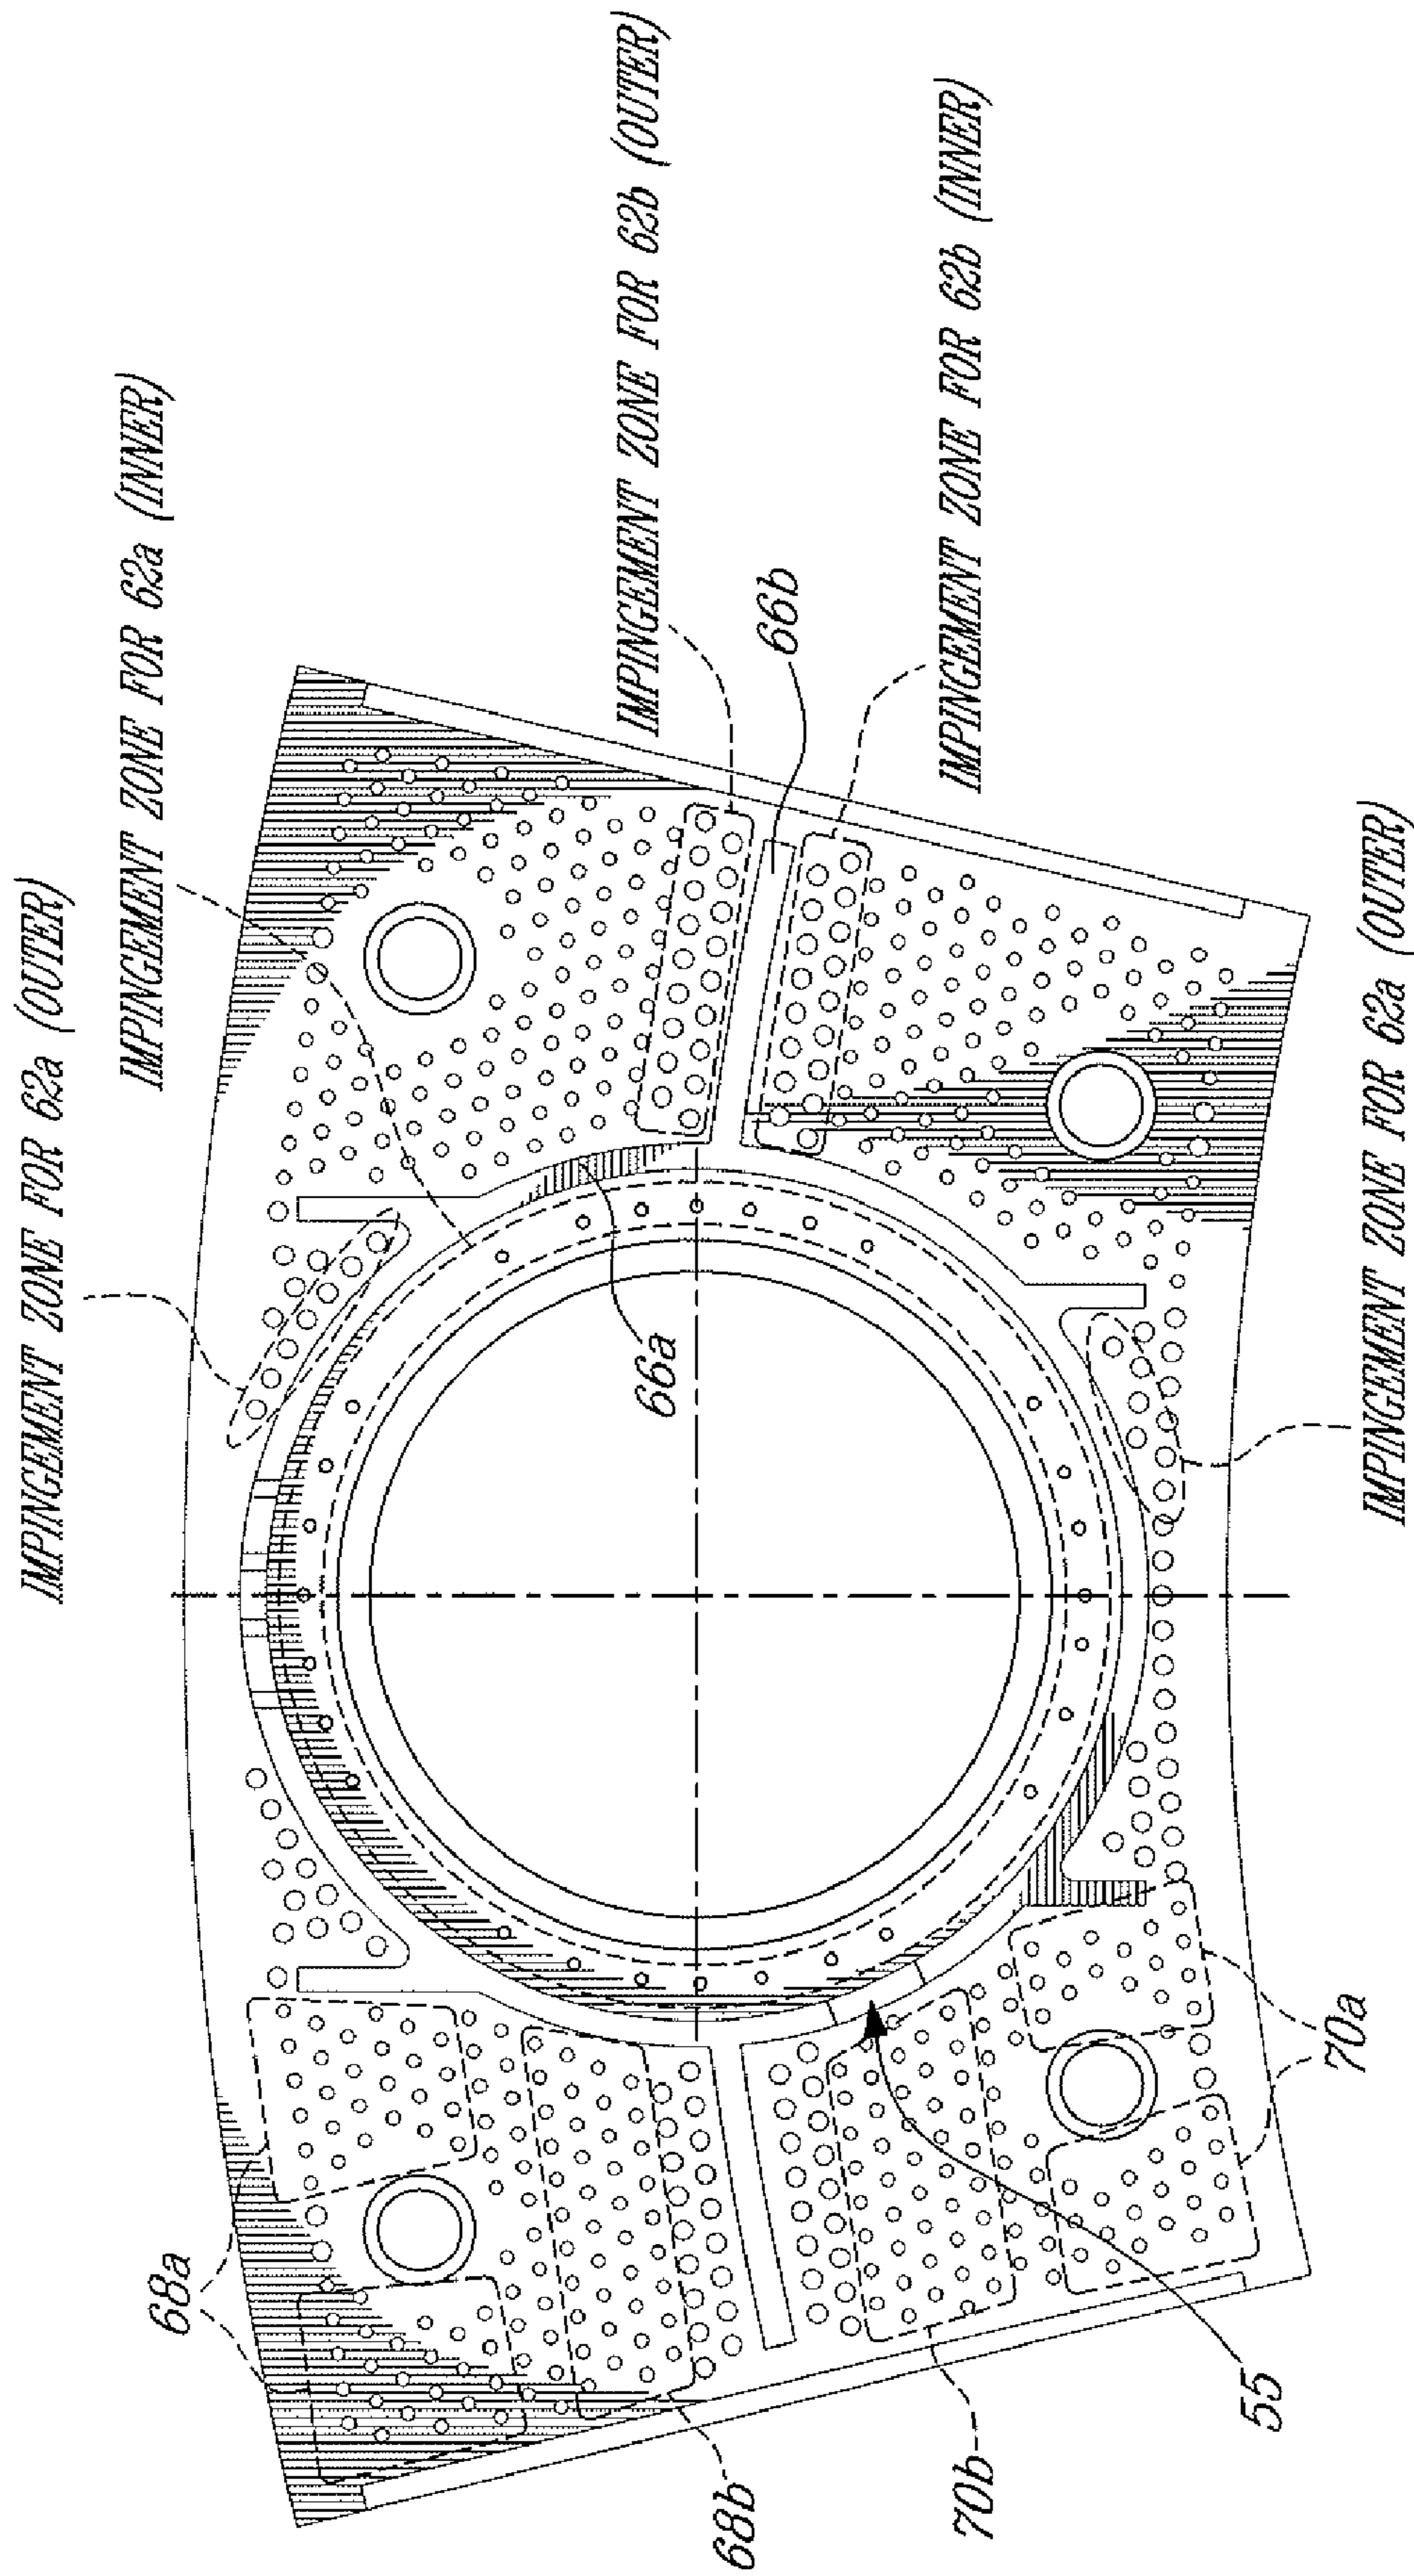 IMPINGEMENT ZONE FOR 62a (OUTER)
IMPINGEMENT ZONE FOR 62a (INNER)
IMPINGEMENT ZONE FOR 62b (OUTER)
66b
IMPINGEMENT ZONE FOR 62b (INNER)
IMPINGEMENT ZONE FOR 62a (OUTER)
66a
68a
68b
70b
55
70a